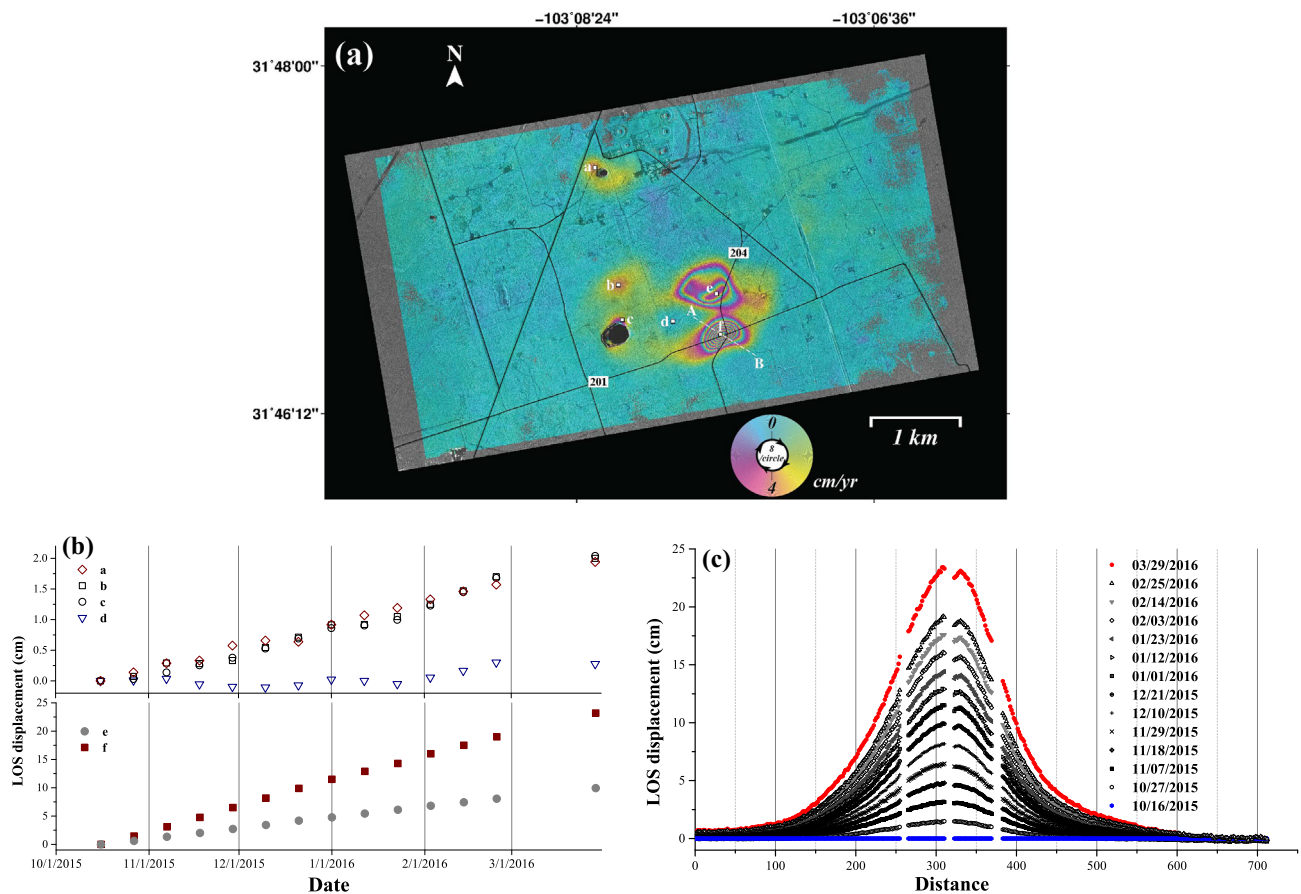 −103°08'24"
−103°06'36"
(a)
N
31°48'00"
a
204
b
e
A
c
d
f
B
201
31°46'12"
0
8
/circle
4
cm/yr
1 km
(b)
2.0
1.5
1.0
0.5
0.0
a
b
c
d
LOS displacement (cm)
25
20
15
10
5
0
e
f
10/1/2015
11/1/2015
12/1/2015
1/1/2016
2/1/2016
3/1/2016
Date
(c)
25
20
15
10
5
0
LOS displacement (cm)
03/29/2016
02/25/2016
02/14/2016
02/03/2016
01/23/2016
01/12/2016
01/01/2016
12/21/2015
12/10/2015
11/29/2015
11/18/2015
11/07/2015
10/27/2015
10/16/2015
0
100
200
300
400
500
600
700
Distance